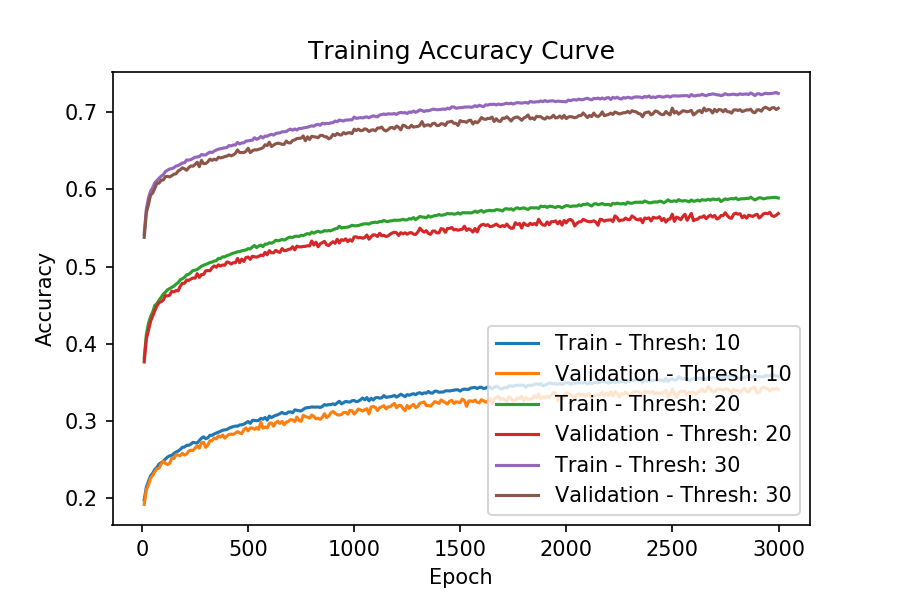 Training Accuracy Curve
Accuracy
0.7
0.6
0.5
0.4
0.3
0.2
Train - Thresh: 10
Validation - Thresh: 10
Train - Thresh: 20
Validation - Thresh: 20
Train - Thresh: 30
Validation - Thresh: 30
0 500 1000 1500 2000 2500 3000
Epoch